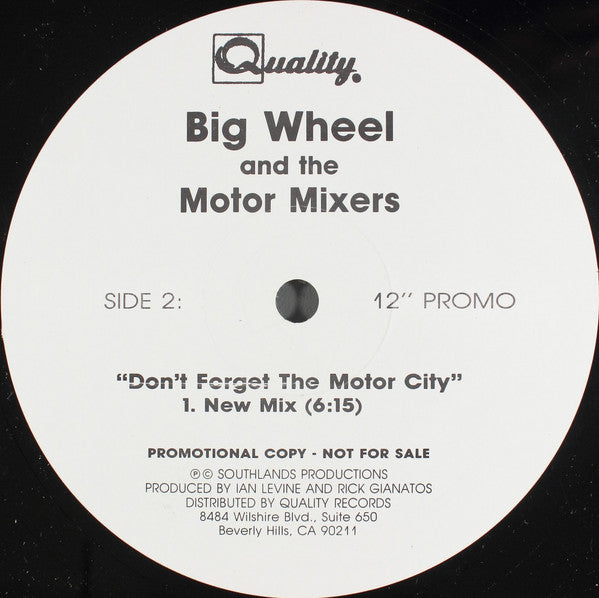 Quality.
Big Wheel
and the
Motor Mixers
SIDE 2: 12" PROMO
"Don't Forget The Motor City"
1. New Mix (6:15)
PROMOTIONAL COPY - NOT FOR SALE
℗© SOUTHLANDS PRODUCTIONS
PRODUCED BY IAN LEVINE AND RICK GIANATOS
DISTRIBUTED BY QUALITY RECORDS
8484 Wilshire Blvd., Suite 650
Beverly Hills, CA 90211